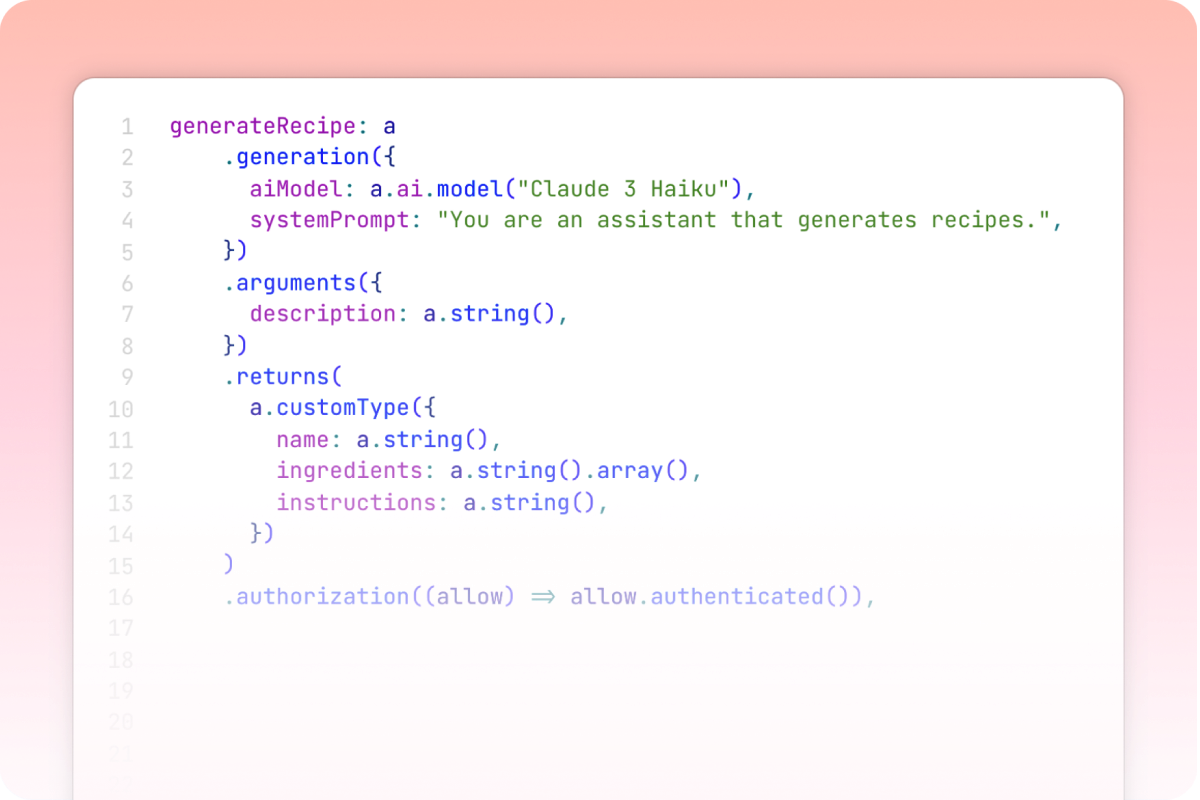 1 generateRecipe: a
2 .generation({
3 aiModel: a.ai.model("Claude 3 Haiku"),
4 systemPrompt: "You are an assistant that generates recipes.",
5 })
6 .arguments({
7 description: a.string(),
8 })
9 .returns(
10 a.customType({
11 name: a.string(),
12 ingredients: a.string().array(),
13 instructions: a.string(),
14 })
15 )
16 .authorization((allow) => allow.authenticated()),
17
18
19
20
21